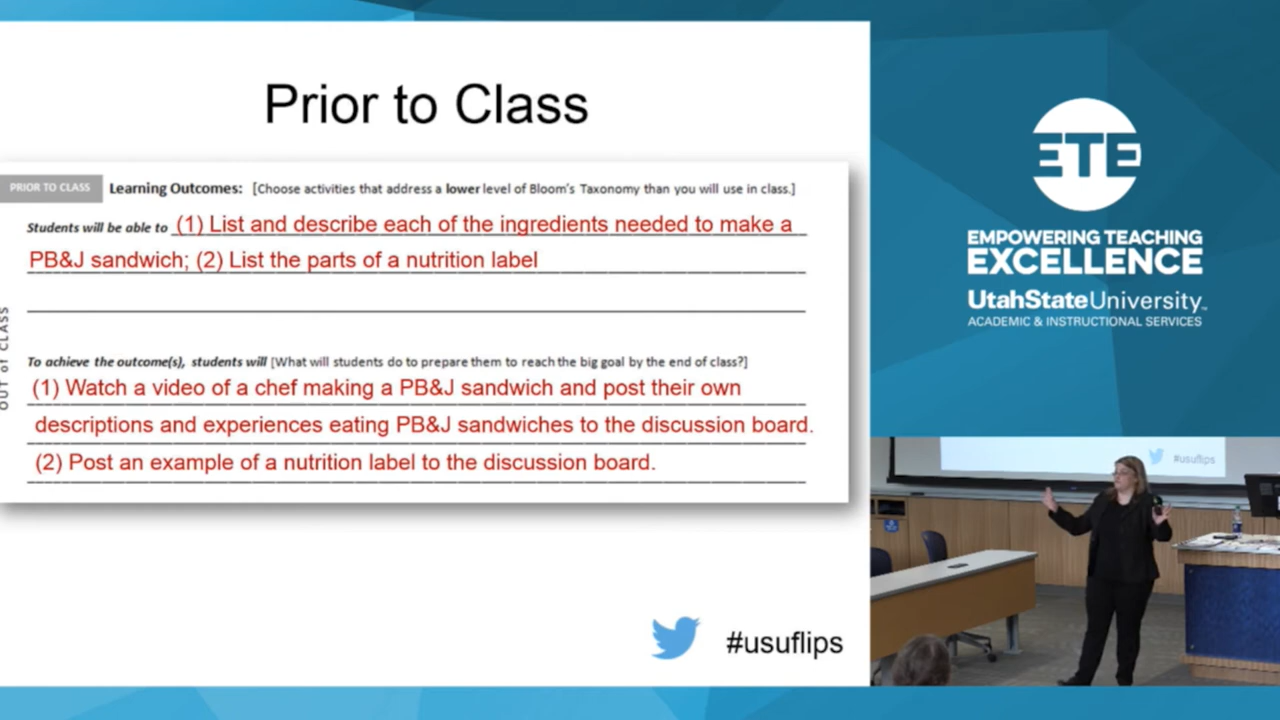 Prior to Class
PRIOR TO CLASS
Learning Outcomes: [Choose activities that address a lower level of Bloom's Taxonomy than you will use in class.]
Students will be able to (1) List and describe each of the ingredients needed to make a
PB&J sandwich; (2) List the parts of a nutrition label
OUT of CLASS
To achieve the outcome(s), students will [What will students do to prepare them to reach the big goal by the end of class?]
(1) Watch a video of a chef making a PB&J sandwich and post their own
descriptions and experiences eating PB&J sandwiches to the discussion board.
(2) Post an example of a nutrition label to the discussion board.
#usuflips
ETE
EMPOWERING TEACHING
EXCELLENCE
UtahStateUniversity™
ACADEMIC & INSTRUCTIONAL SERVICES
#usuflips